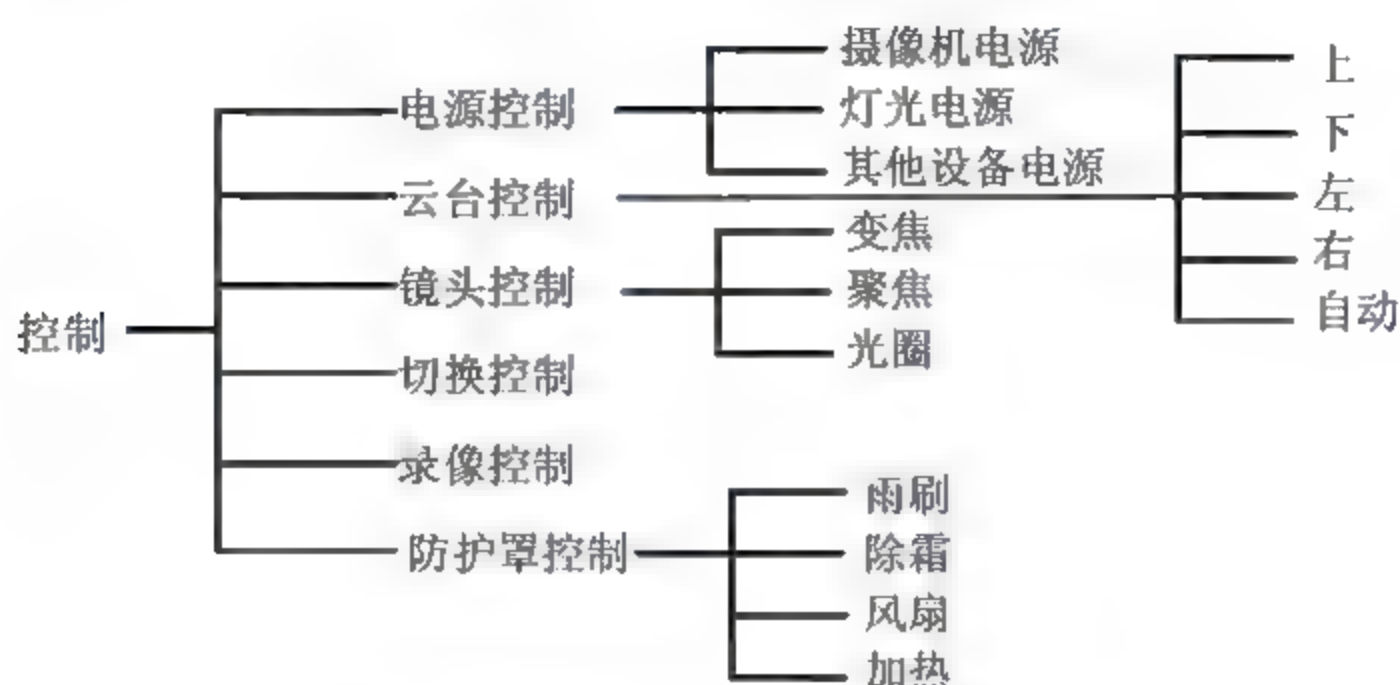 控制
电源控制
摄像机电源
灯光电源
其他设备电源
云台控制
上
下
左
右
自动
镜头控制
变焦
聚焦
光圈
切换控制
录像控制
防护罩控制
雨刷
除霜
风扇
加热